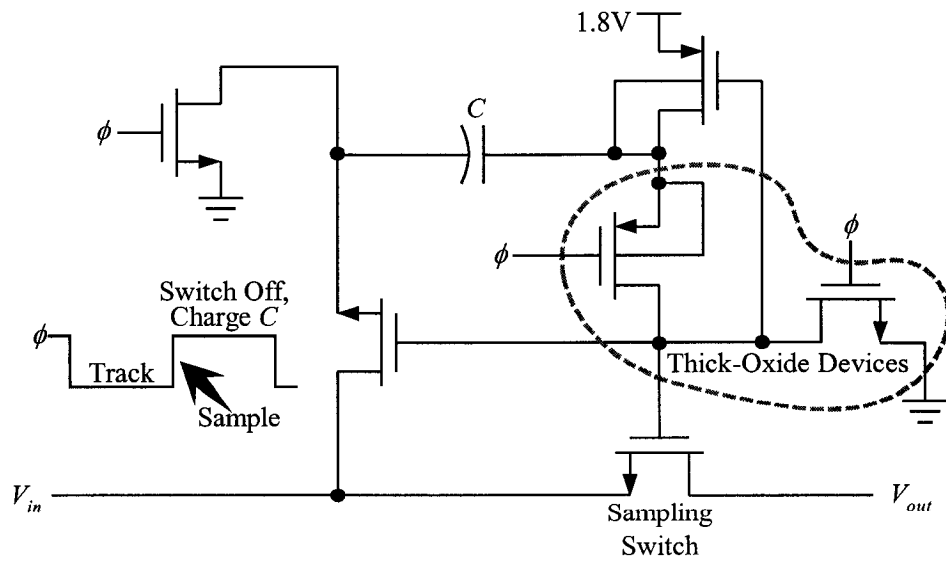 1.8V
C
ϕ
ϕ
ϕ
Switch Off,
Charge C
ϕ
Track
Sample
Thick-Oxide Devices
V_in
V_out
Sampling
Switch